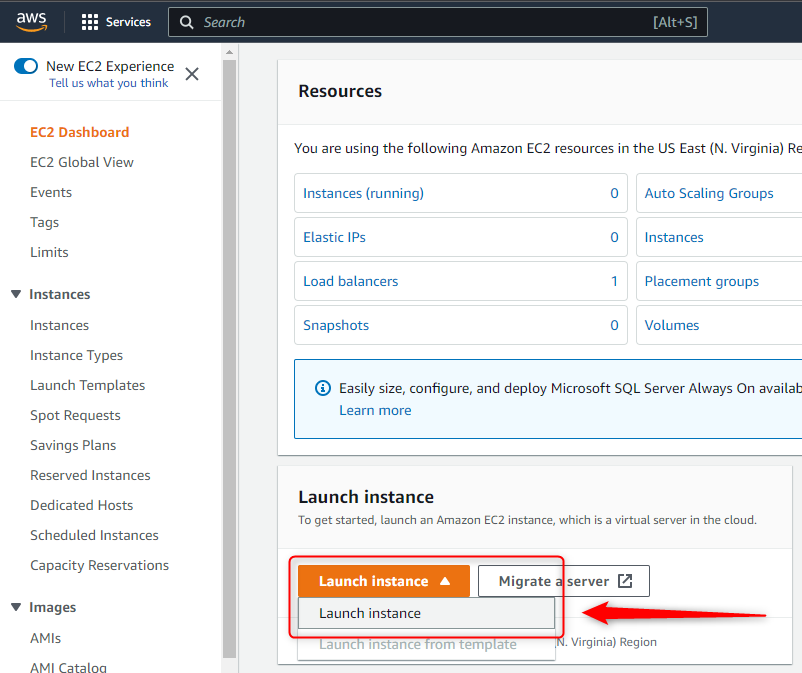 aws
Services
Search
[Alt+S]
New EC2 Experience
Tell us what you think
EC2 Dashboard
EC2 Global View
Events
Tags
Limits
Instances
Instances
Instance Types
Launch Templates
Spot Requests
Savings Plans
Reserved Instances
Dedicated Hosts
Scheduled Instances
Capacity Reservations
Images
AMIs
AMI Catalog
Resources
You are using the following Amazon EC2 resources in the US East (N. Virginia) Re
Instances (running) 0
Auto Scaling Groups
Elastic IPs 0
Instances
Load balancers 1
Placement groups
Snapshots 0
Volumes
Easily size, configure, and deploy Microsoft SQL Server Always On availab
Learn more
Launch instance
To get started, launch an Amazon EC2 instance, which is a virtual server in the cloud.
Launch instance
Migrate a server
Launch instance
Launch instance from template
(N. Virginia) Region